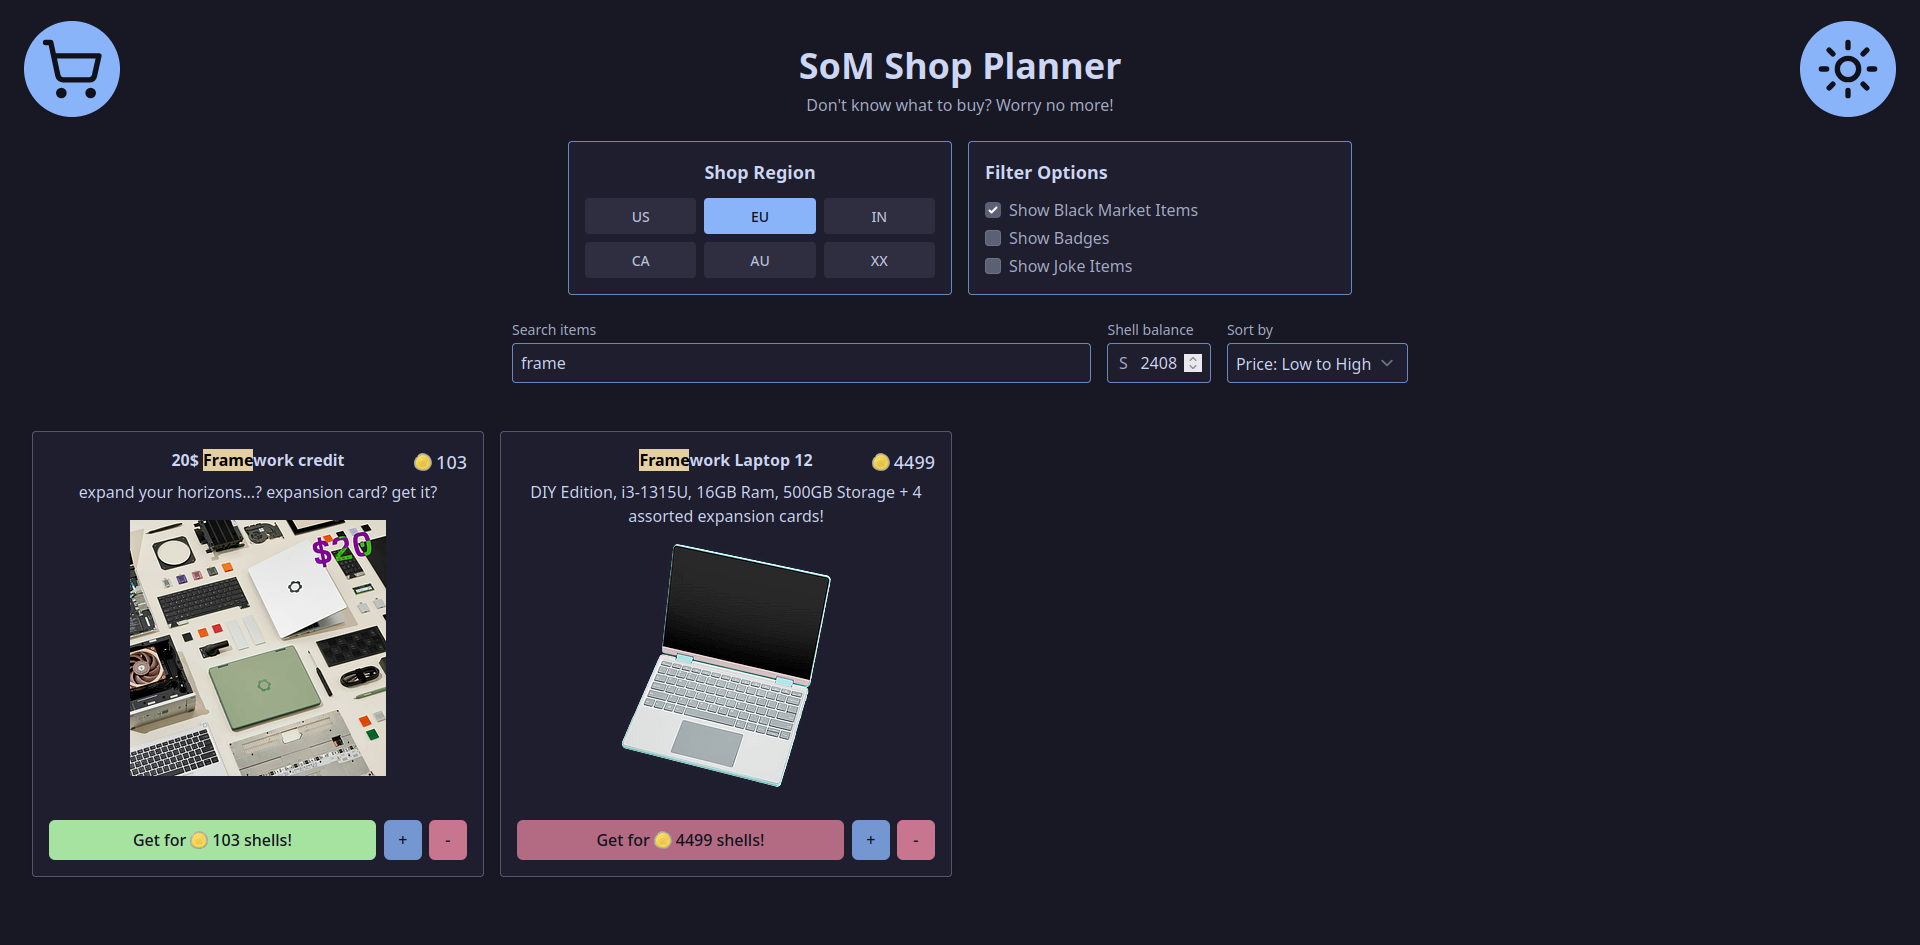 SoM Shop Planner
Don't know what to buy? Worry no more!
Shop Region
US
EU
IN
CA
AU
XX
Filter Options
Show Black Market Items
Show Badges
Show Joke Items
Search items
frame
Shell balance
S 2408
Sort by
Price: Low to High
20$ Framework credit
103
expand your horizons...? expansion card? get it?
$20
Get for 103 shells!
+
-
Framework Laptop 12
4499
DIY Edition, i3-1315U, 16GB Ram, 500GB Storage + 4
assorted expansion cards!
Get for 4499 shells!
+
-